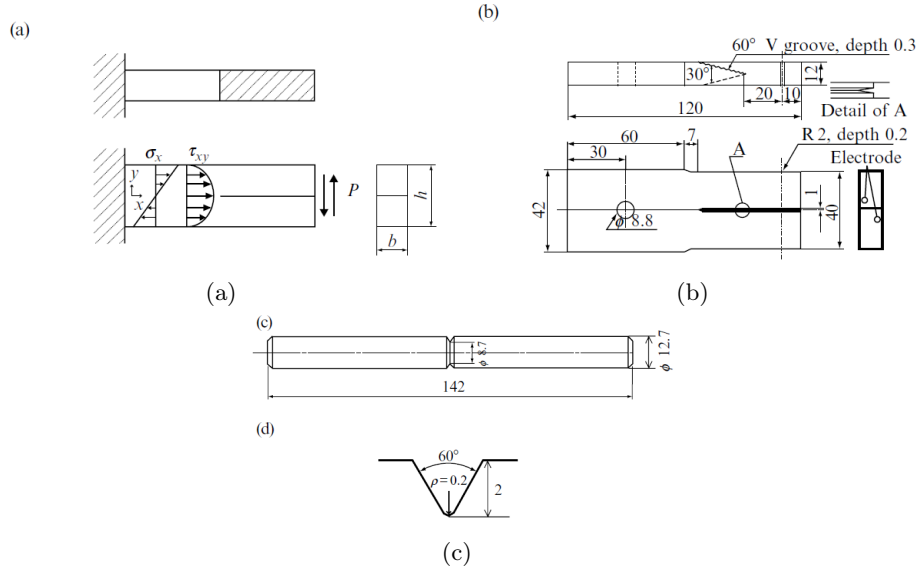 (a)
σx
τxy
y
x
P
h
b
(a)
(b)
60° V groove, depth 0.3
30°
12
20
10
120
Detail of A
R 2, depth 0.2
Electrode
60
7
30
A
1
42
40
ϕ 8.8
(b)
(c)
ϕ 8.7
ϕ 12.7
142
(d)
60°
ρ=0.2
2
(c)